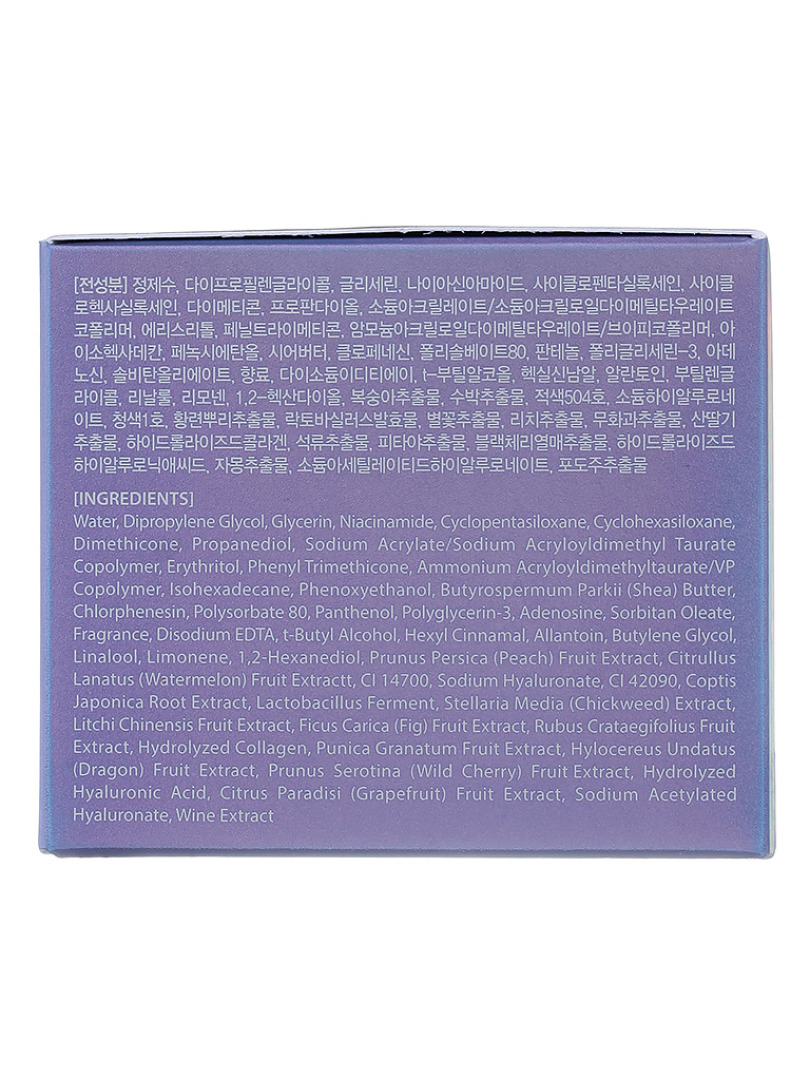 [전성분] 정제수, 다이프로필렌글라이콜, 글리세린, 나이아신아마이드, 사이클로펜타실록세인, 사이클
로헥사실록세인, 다이메티콘, 프로판다이올, 소듐아크릴레이트/소듐아크릴로일다이메틸타우레이트
코폴리머, 에리스리톨, 페닐트라이메티콘, 암모늄아크릴로일다이메틸타우레이트/브이피코폴리머, 아
이소헥사데칸, 페녹시에탄올, 시어버터, 클로페네신, 폴리솔베이트80, 판테놀, 폴리글리세린-3, 아데
노신, 솔비탄올리에이트, 향료, 다이소듐이디티에이, t-부틸알코올, 헥실신남알, 알란토인, 부틸렌글
라이콜, 리날룰, 리모넨, 1,2-헥산다이올, 복숭아추출물, 수박추출물, 적색504호, 소듐하이알루로네
이트, 청색1호, 황련뿌리추출물, 락토바실러스발효물, 별꽃추출물, 리치추출물, 무화과추출물, 산딸기
추출물, 하이드롤라이즈드콜라겐, 석류추출물, 피타야추출물, 블랙체리열매추출물, 하이드롤라이즈드
하이알루로닉애씨드, 자몽추출물, 소듐아세틸레이티드하이알루로네이트, 포도주추출물
[INGREDIENTS]
Water, Dipropylene Glycol, Glycerin, Niacinamide, Cyclopentasiloxane, Cyclohexasiloxane,
Dimethicone, Propanediol, Sodium Acrylate/Sodium Acryloyldimethyl Taurate
Copolymer, Erythritol, Phenyl Trimethicone, Ammonium Acryloyldimethyltaurate/VP
Copolymer, Isohexadecane, Phenoxyethanol, Butyrospermum Parkii (Shea) Butter,
Chlorphenesin, Polysorbate 80, Panthenol, Polyglycerin-3, Adenosine, Sorbitan Oleate,
Fragrance, Disodium EDTA, t-Butyl Alcohol, Hexyl Cinnamal, Allantoin, Butylene Glycol,
Linalool, Limonene, 1,2-Hexanediol, Prunus Persica (Peach) Fruit Extract, Citrullus
Lanatus (Watermelon) Fruit Extractt, CI 14700, Sodium Hyaluronate, CI 42090, Coptis
Japonica Root Extract, Lactobacillus Ferment, Stellaria Media (Chickweed) Extract,
Litchi Chinensis Fruit Extract, Ficus Carica (Fig) Fruit Extract, Rubus Crataegifolius Fruit
Extract, Hydrolyzed Collagen, Punica Granatum Fruit Extract, Hylocereus Undatus
(Dragon) Fruit Extract, Prunus Serotina (Wild Cherry) Fruit Extract, Hydrolyzed
Hyaluronic Acid, Citrus Paradisi (Grapefruit) Fruit Extract, Sodium Acetylated
Hyaluronate, Wine Extract